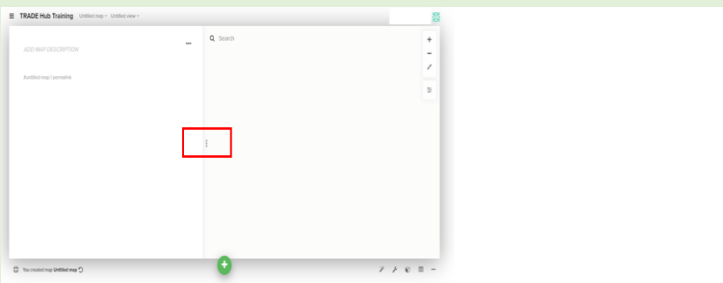 TRADE Hub Training Untitled map Untitled view
Search
ADD MAP DESCRIPTION
#untitled-map | permalink
You created map Untitled map